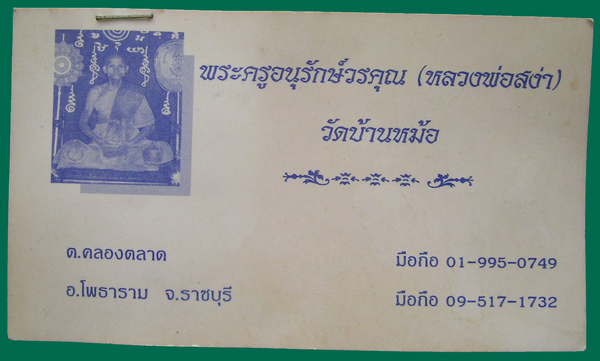 พระครูอนุรักษ์วรคุณ (หลวงพ่อสง่า)
วัดบ้านหม้อ
ต.คลองตลาด
อ.โพธาราม จ.ราชบุรี
มือถือ 01-995-0749
มือถือ 09-517-1732